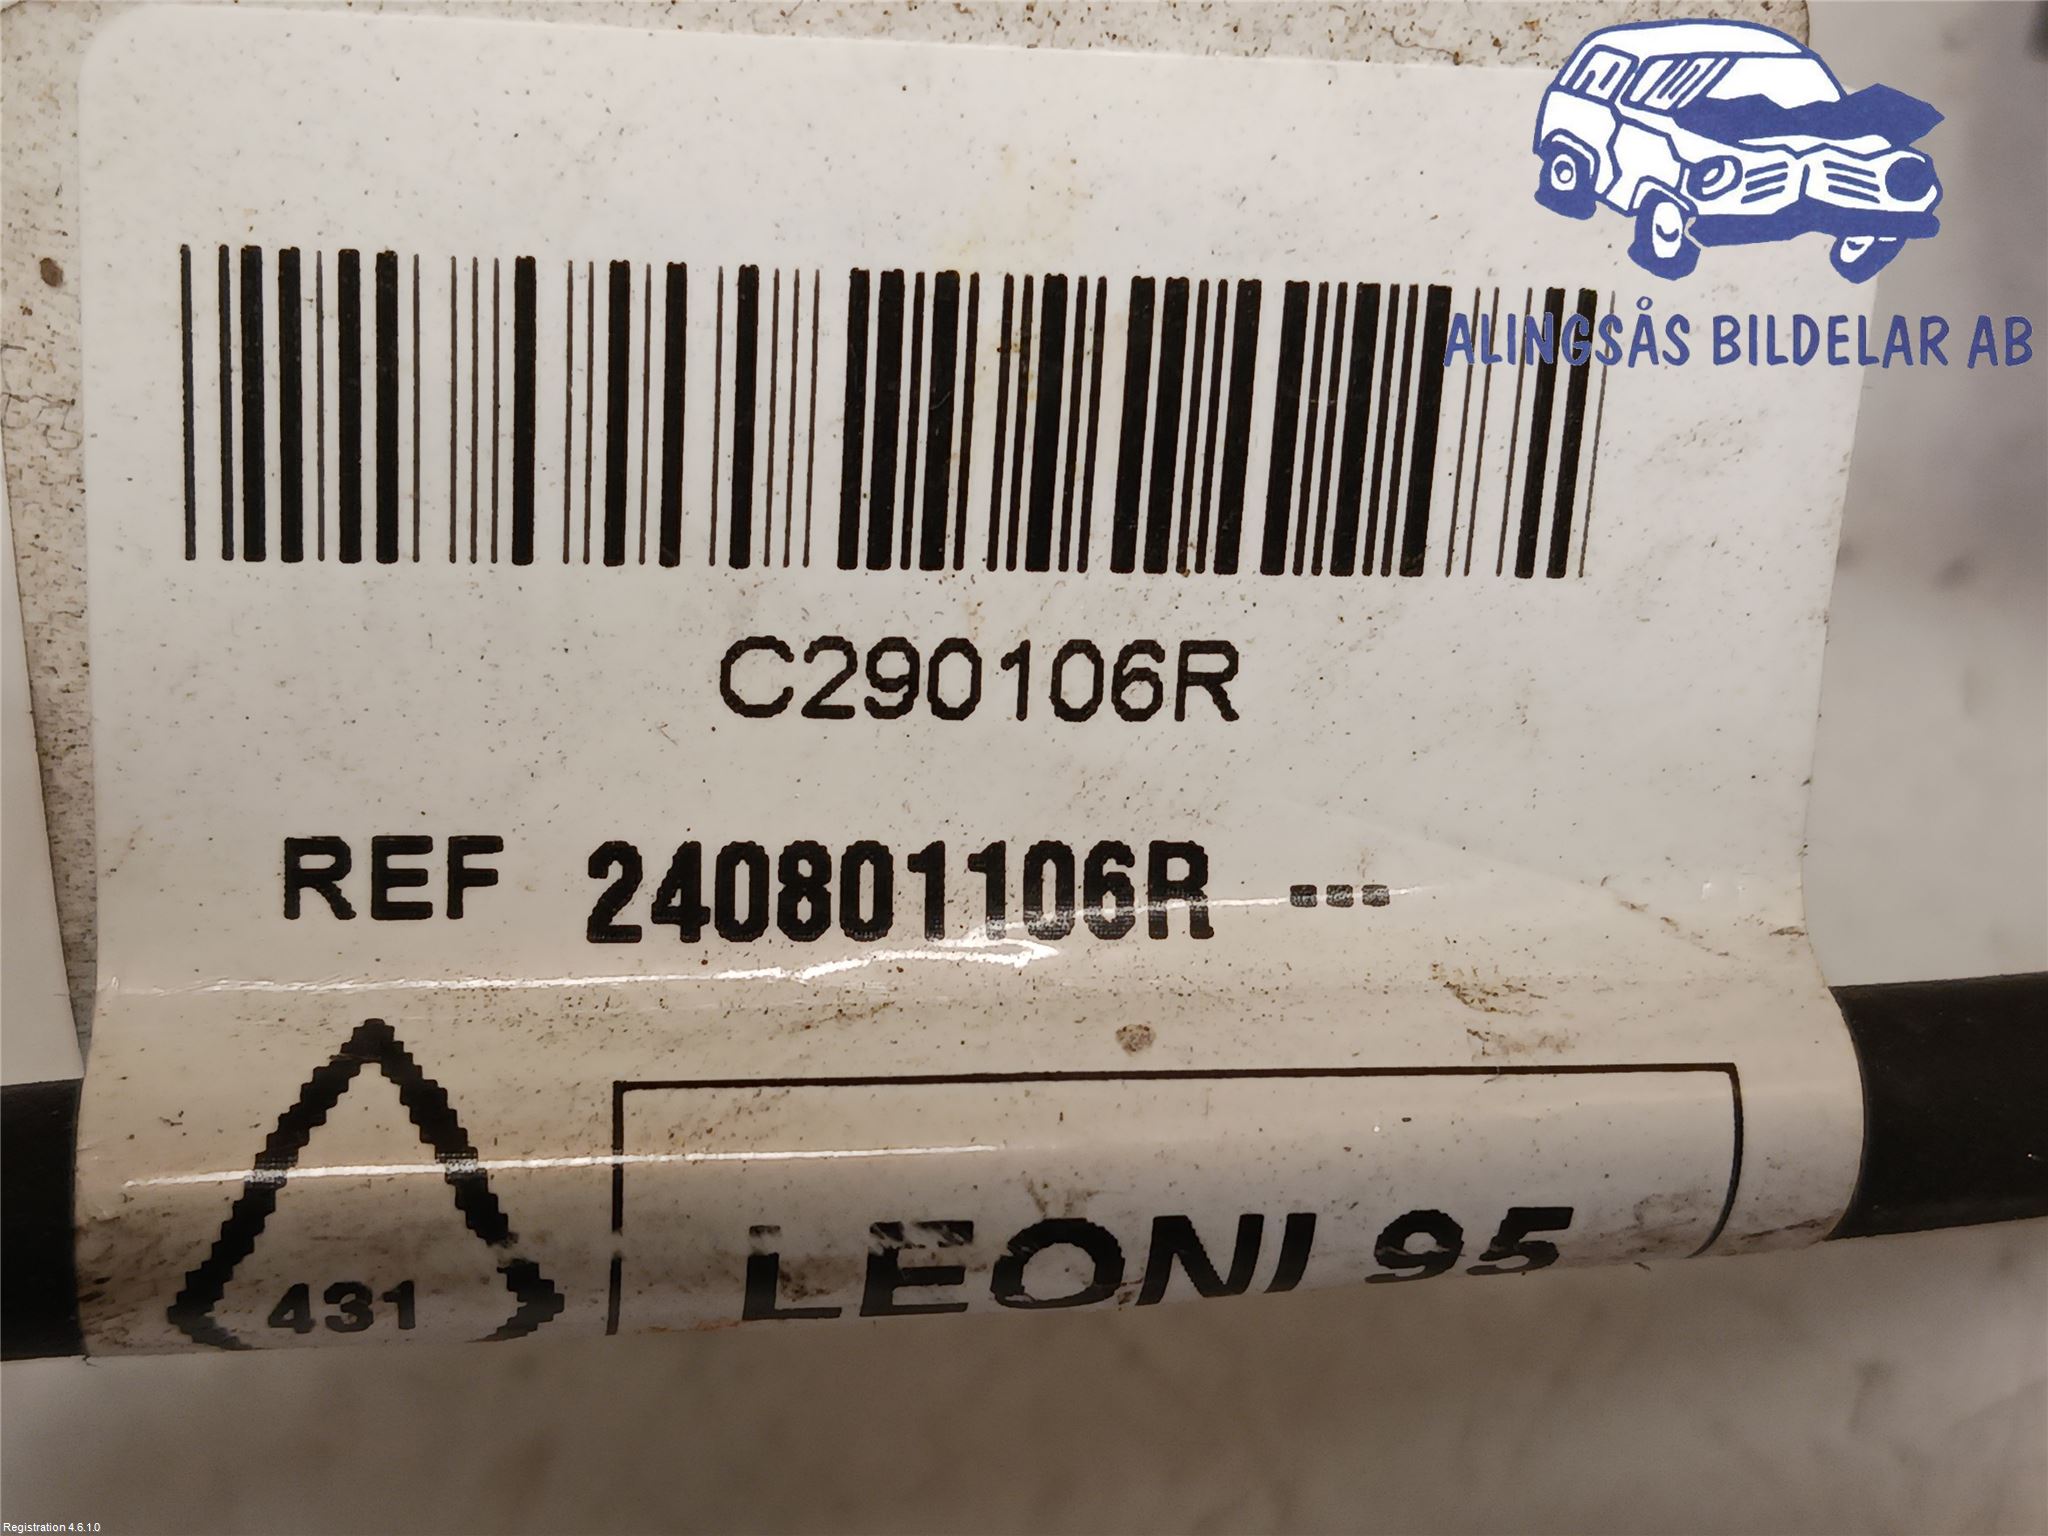 ALINGSÅS BILDELAR AB
C290106R
REF 240801106R ---
431
LEONI 95
Registration 4.6.1.0